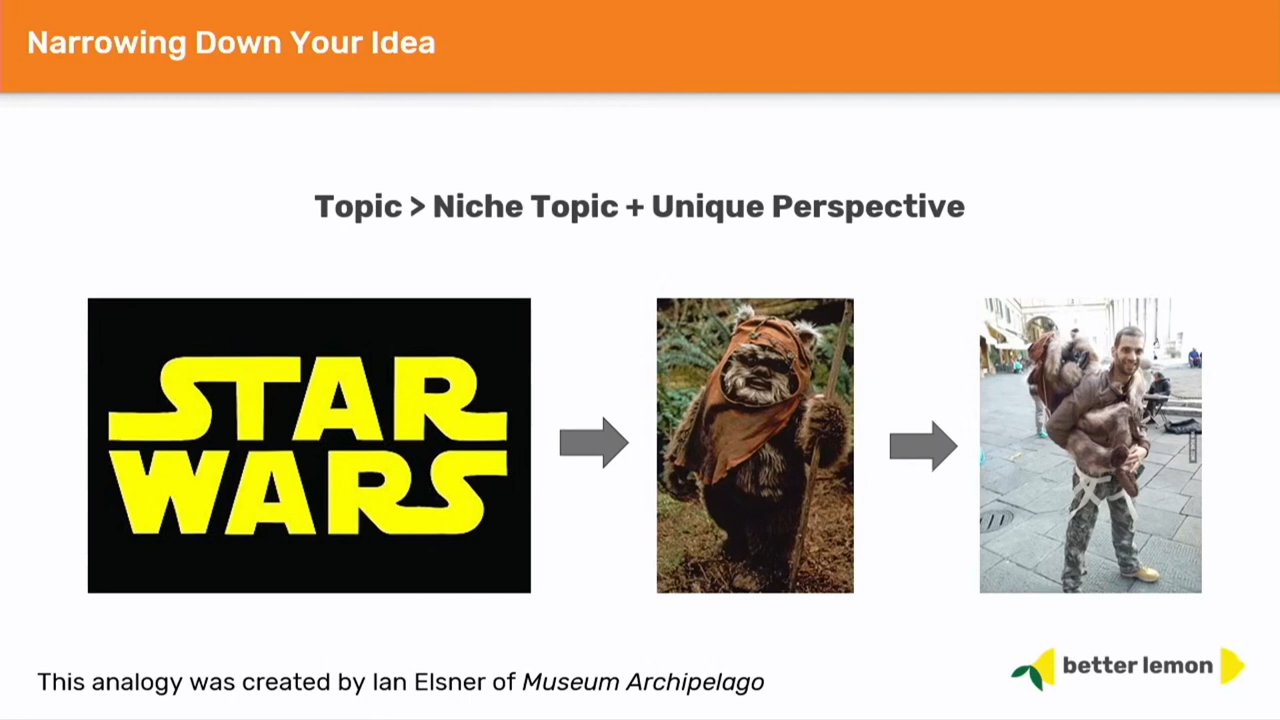 Narrowing Down Your Idea
Topic > Niche Topic + Unique Perspective
STAR
WARS
This analogy was created by Ian Elsner of Museum Archipelago
better lemon